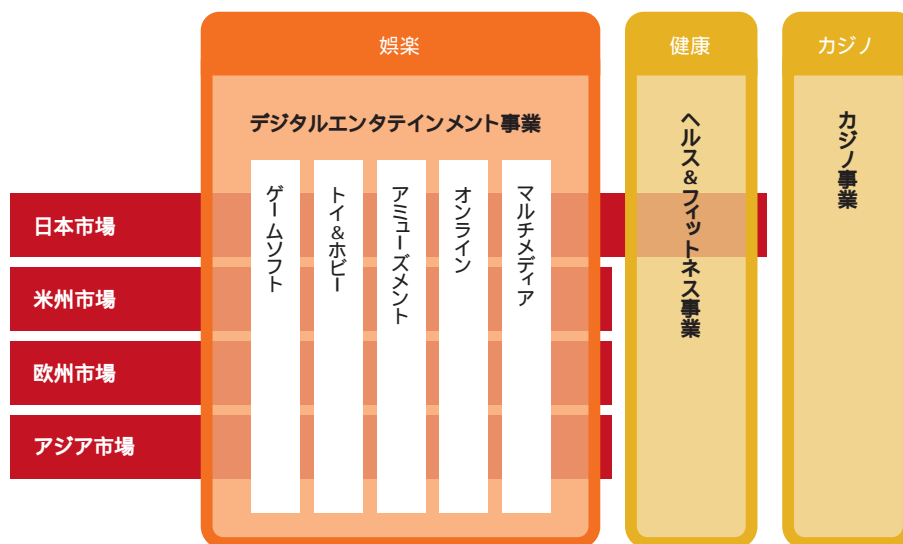 娯楽
健康
カジノ
デジタルエンタテインメント事業
ゲームソフト
トイ&ホビー
アミューズメント
オンライン
マルチメディア
ヘルス&フィットネス事業
カジノ事業
日本市場
米州市場
欧州市場
アジア市場